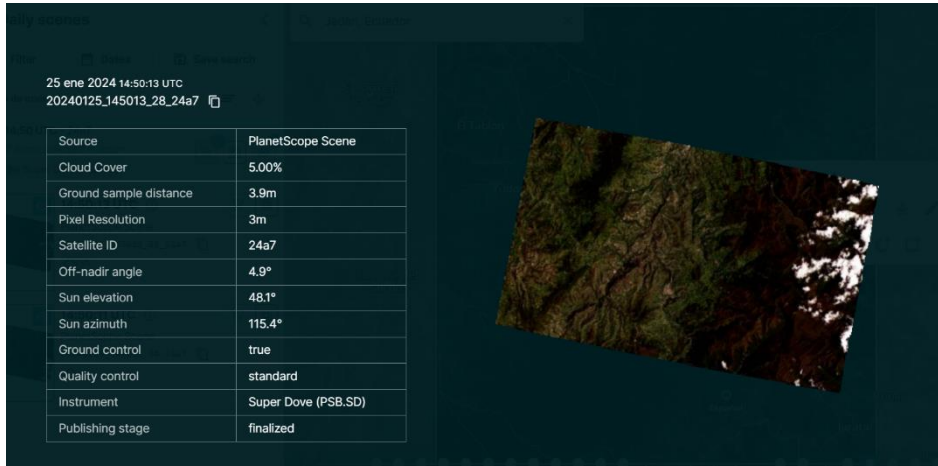 25 ene 2024 14:50:13 UTC
20240125_145013_28_24a7
Source PlanetScope Scene
Cloud Cover 5.00%
Ground sample distance 3.9m
Pixel Resolution 3m
Satellite ID 24a7
Off-nadir angle 4.9°
Sun elevation 48.1°
Sun azimuth 115.4°
Ground control true
Quality control standard
Instrument Super Dove (PSB.SD)
Publishing stage finalized